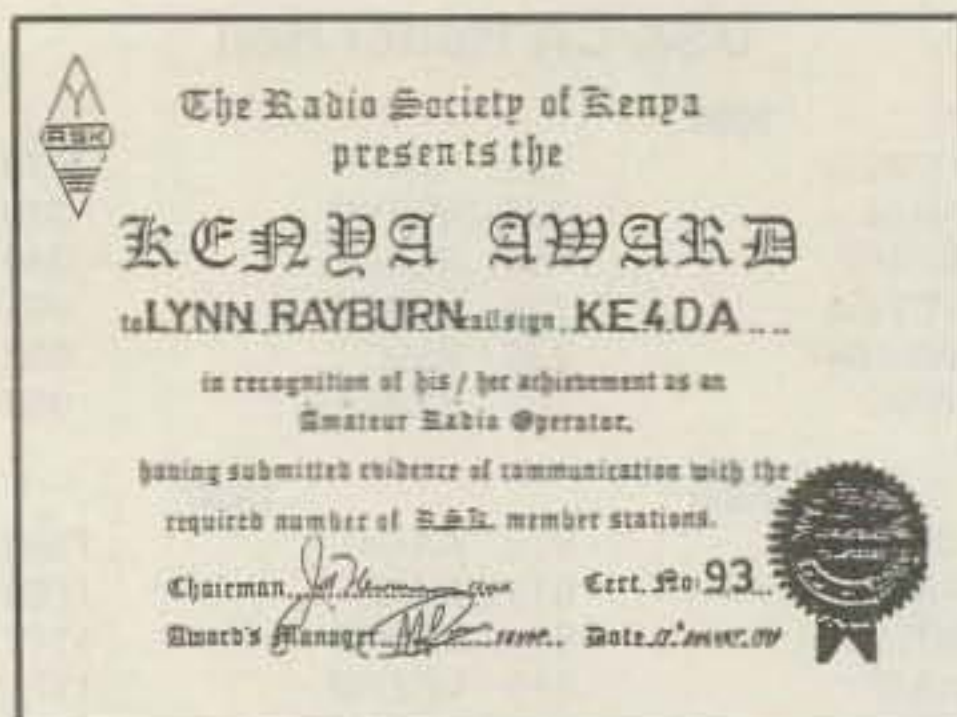 RSK
The Radio Society of Kenya
presents the
KENYA AWARD
to LYNN RAYBURN callsign KE4DA
in recognition of his / her achievement as an
Amateur Radio Operator,
having submitted evidence of communication with the
required number of R.S.K. member stations.
Chairman Cert. No: 93
Award's Manager Date